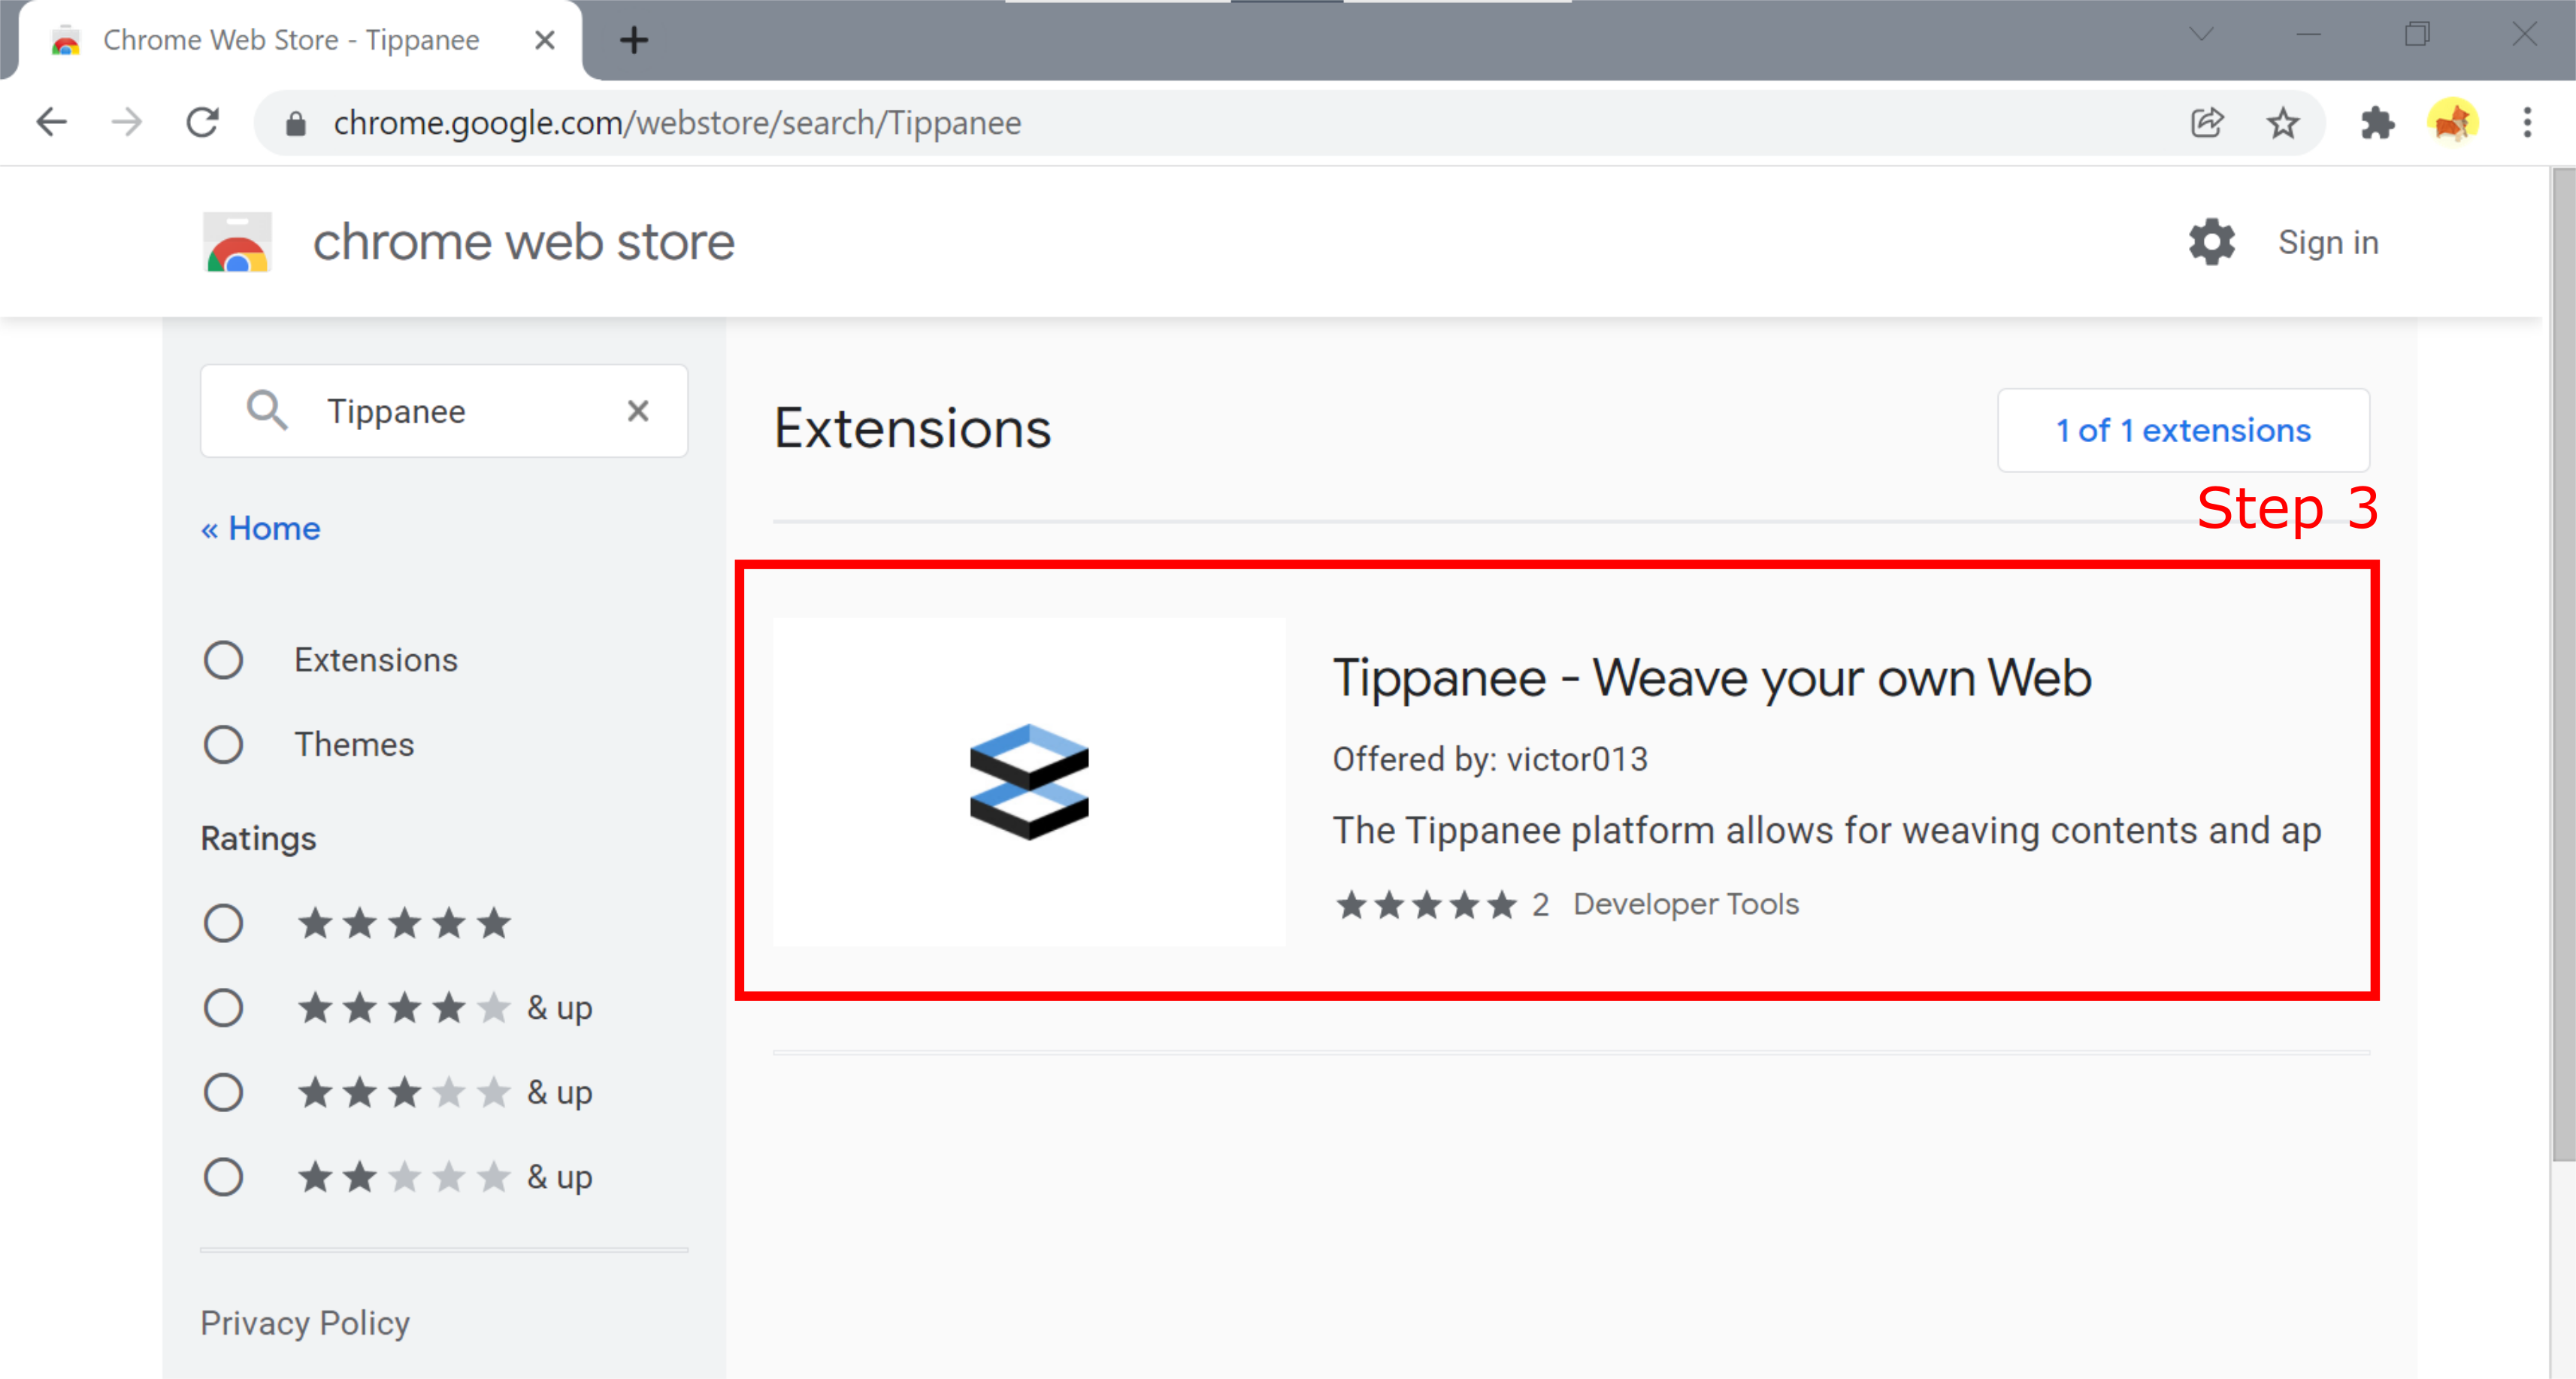 Chrome Web Store - Tippanee
chrome.google.com/webstore/search/Tippanee
chrome web store
Sign in
Tippanee
« Home
Extensions
Themes
Ratings
& up
& up
& up
Privacy Policy
Extensions
1 of 1 extensions
Step 3
Tippanee - Weave your own Web
Offered by: victor013
The Tippanee platform allows for weaving contents and ap
2 Developer Tools